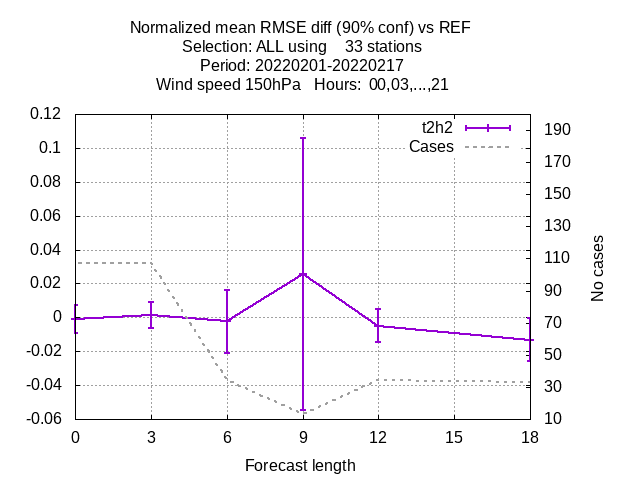 Normalized mean RMSE diff (90% conf) vs REF
Selection: ALL using    33 stations
Period: 20220201-20220217
Wind speed 150hPa   Hours:  00,03,...,21
t2h2
Cases
0.12
0.1
0.08
0.06
0.04
0.02
0
-0.02
-0.04
-0.06
190
170
150
130
110
90
70
50
30
10
No cases
0 3 6 9 12 15 18
Forecast length